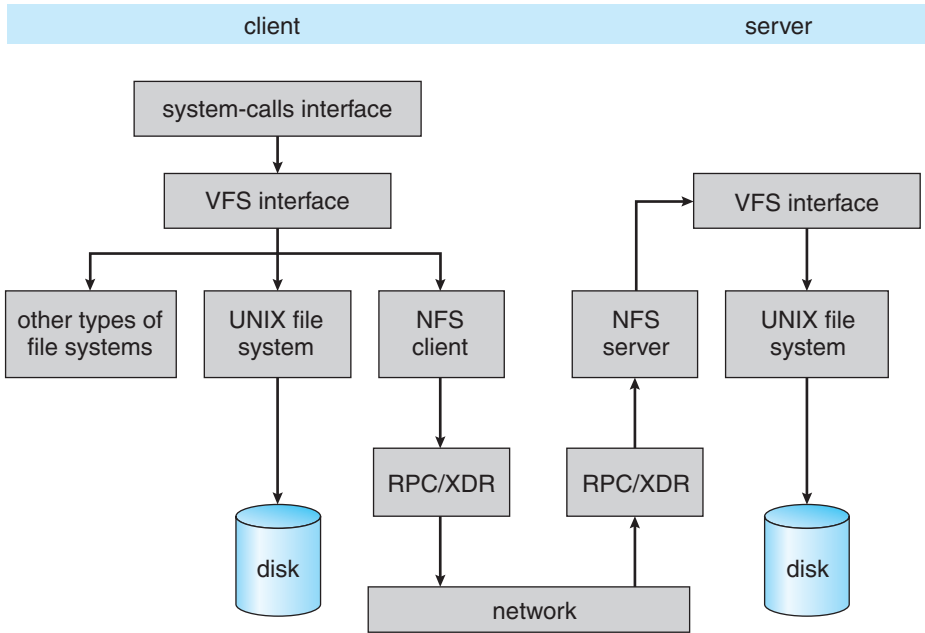 client
server
system-calls interface
VFS interface
VFS interface
other types of
file systems
UNIX file
system
NFS
client
NFS
server
UNIX file
system
RPC/XDR
RPC/XDR
disk
disk
network